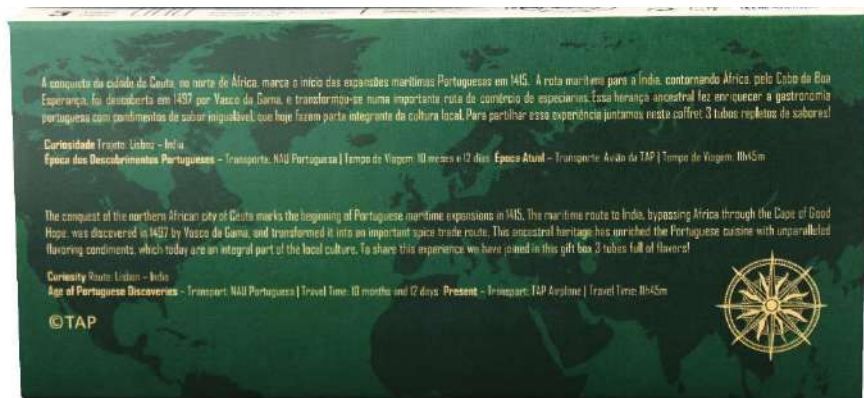 A conquista da cidade de Ceuta, no norte de África, marca o início das expansões marítimas Portuguesas em 1415. A rota marítima para a Índia, contornando África, pelo Cabo da Boa
Esperança, foi descoberta em 1497 por Vasco da Gama, e transformou-se numa importante rota de comércio de especiarias. Essa herança ancestral fez enriquecer a gastronomia
portuguesa com condimentos de sabor inigualável, que hoje fazem parte integrante da cultura local. Para partilhar essa experiência juntamos neste coffret 3 tubos repletos de sabores!
Curiosidade Trajeto: Lisboa – Índia
Época dos Descobrimentos Portugueses – Transporte: NAU Portuguesa | Tempo de Viagem: 10 meses e 12 dias Época Atual – Transporte: Avião da TAP | Tempo de Viagem: 11h45m
The conquest of the northern African city of Ceuta marks the beginning of Portuguese maritime expansions in 1415. The maritime route to India, bypassing Africa through the Cape of Good
Hope, was discovered in 1497 by Vasco da Gama, and transformed it into an important spice trade route. This ancestral heritage has enriched the Portuguese cuisine with unparalleled
flavoring condiments, which today are an integral part of the local culture. To share this experience we have joined in this gift box 3 tubes full of flavors!
Curiosity Route: Lisbon – India
Age of Portuguese Discoveries – Transport: NAU Portuguesa | Travel Time: 10 months and 12 days Present – Transport: TAP Airplane | Travel Time: 11h45m
©TAP